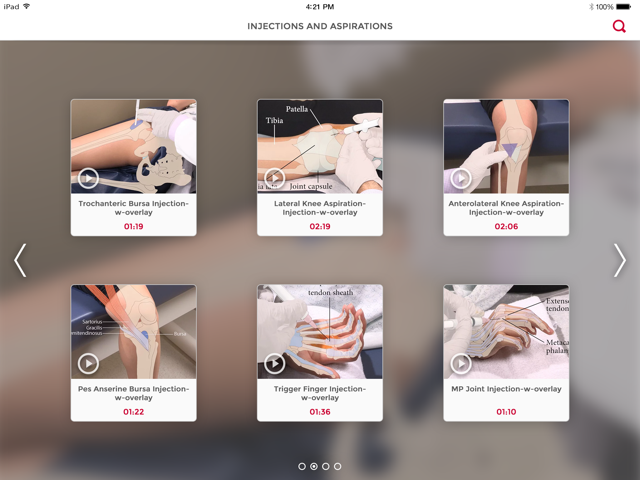 iPad 4:21 PM 100%
INJECTIONS AND ASPIRATIONS
Patella
Tibia
Joint capsule
Trochanteric Bursa Injection-
w-overlay
01:19
Lateral Knee Aspiration-
Injection-w-overlay
02:19
Anterolateral Knee Aspiration-
Injection-w-overlay
02:06
Sartorius
Gracilis
mitendinosus
Bursa
tendon sheath
Extenso
tendon
Metaca
phalan
Pes Anserine Bursa Injection-
w-overlay
01:22
Trigger Finger Injection-
w-overlay
01:36
MP Joint Injection-w-overlay
01:10